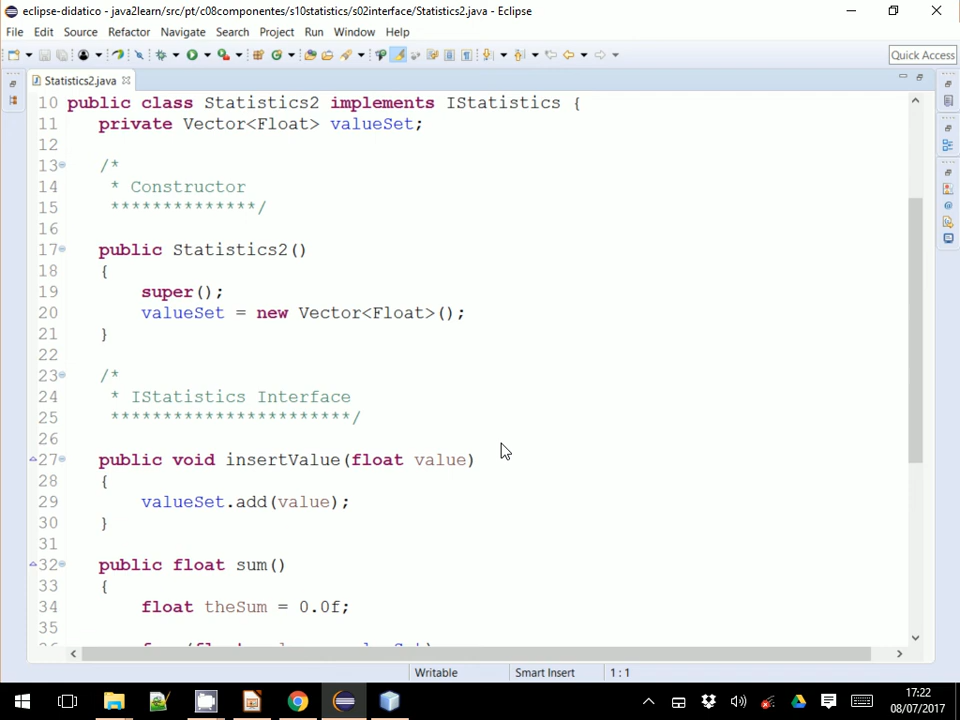 eclipse-didatico - java2learn/src/pt/c08componentes/s10statistics/s02interface/Statistics2.java - Eclipse
File Edit Source Refactor Navigate Search Project Run Window Help
Quick Access
Statistics2.java
10 public class Statistics2 implements IStatistics {
11 private Vector<Float> valueSet;
12
13 /*
14 * Constructor
15 **************/
16
17 public Statistics2()
18 {
19 super();
20 valueSet = new Vector<Float>();
21 }
22
23 /*
24 * IStatistics Interface
25 ***********************/
26
27 public void insertValue(float value)
28 {
29 valueSet.add(value);
30 }
31
32 public float sum()
33 {
34 float theSum = 0.0f;
35
Writable Smart Insert 1 : 1
17:22
08/07/2017